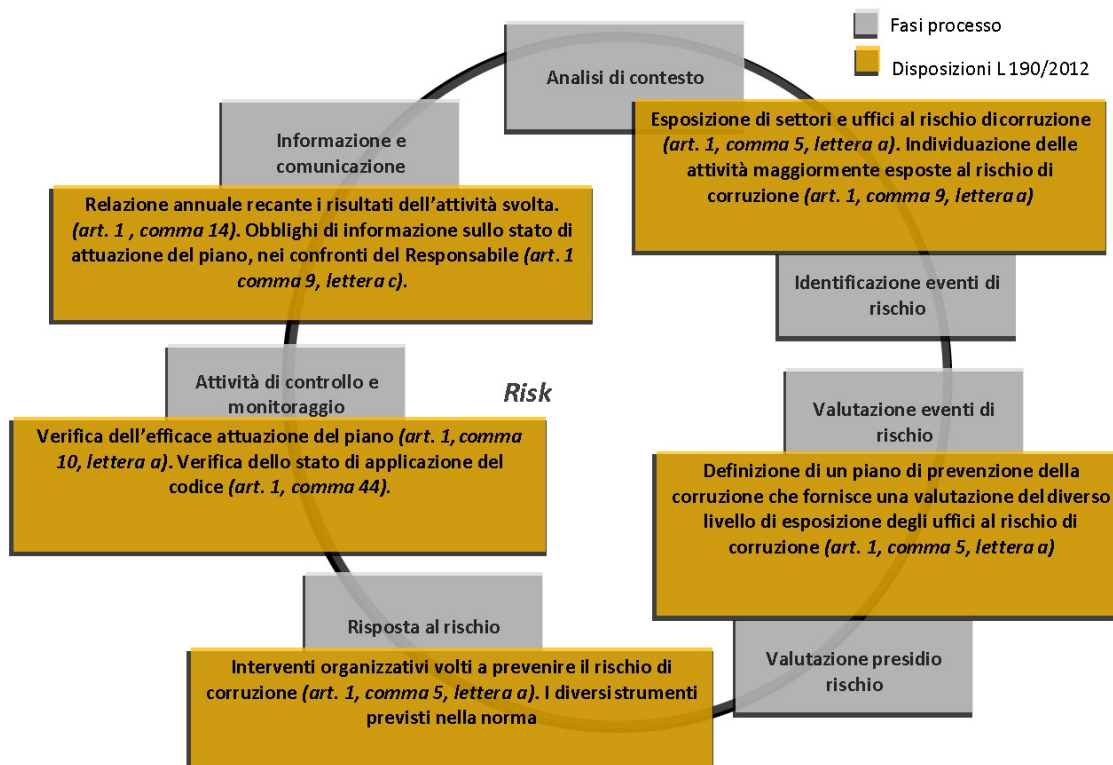 Fasi processo
Disposizioni L 190/2012
Analisi di contesto
Esposizione di settori e uffici al rischio di corruzione
(art. 1, comma 5, lettera a). Individuazione delle
attività maggiormente esposte al rischio di
corruzione (art. 1, comma 9, lettera a)
Identificazione eventi di
rischio
Valutazione eventi di
rischio
Definizione di un piano di prevenzione della
corruzione che fornisce una valutazione del diverso
livello di esposizione degli uffici al rischio di
corruzione (art. 1, comma 5, lettera a)
Valutazione presidio
rischio
Risposta al rischio
Interventi organizzativi volti a prevenire il rischio di
corruzione (art. 1, comma 5, lettera a). I diversi strumenti
previsti nella norma
Attività di controllo e
monitoraggio
Verifica dell'efficace attuazione del piano (art. 1, comma
10, lettera a). Verifica dello stato di applicazione del
codice (art. 1, comma 44).
Informazione e
comunicazione
Relazione annuale recante i risultati dell'attività svolta.
(art. 1 , comma 14). Obblighi di informazione sullo stato di
attuazione del piano, nei confronti del Responsabile (art. 1
comma 9, lettera c).
Risk